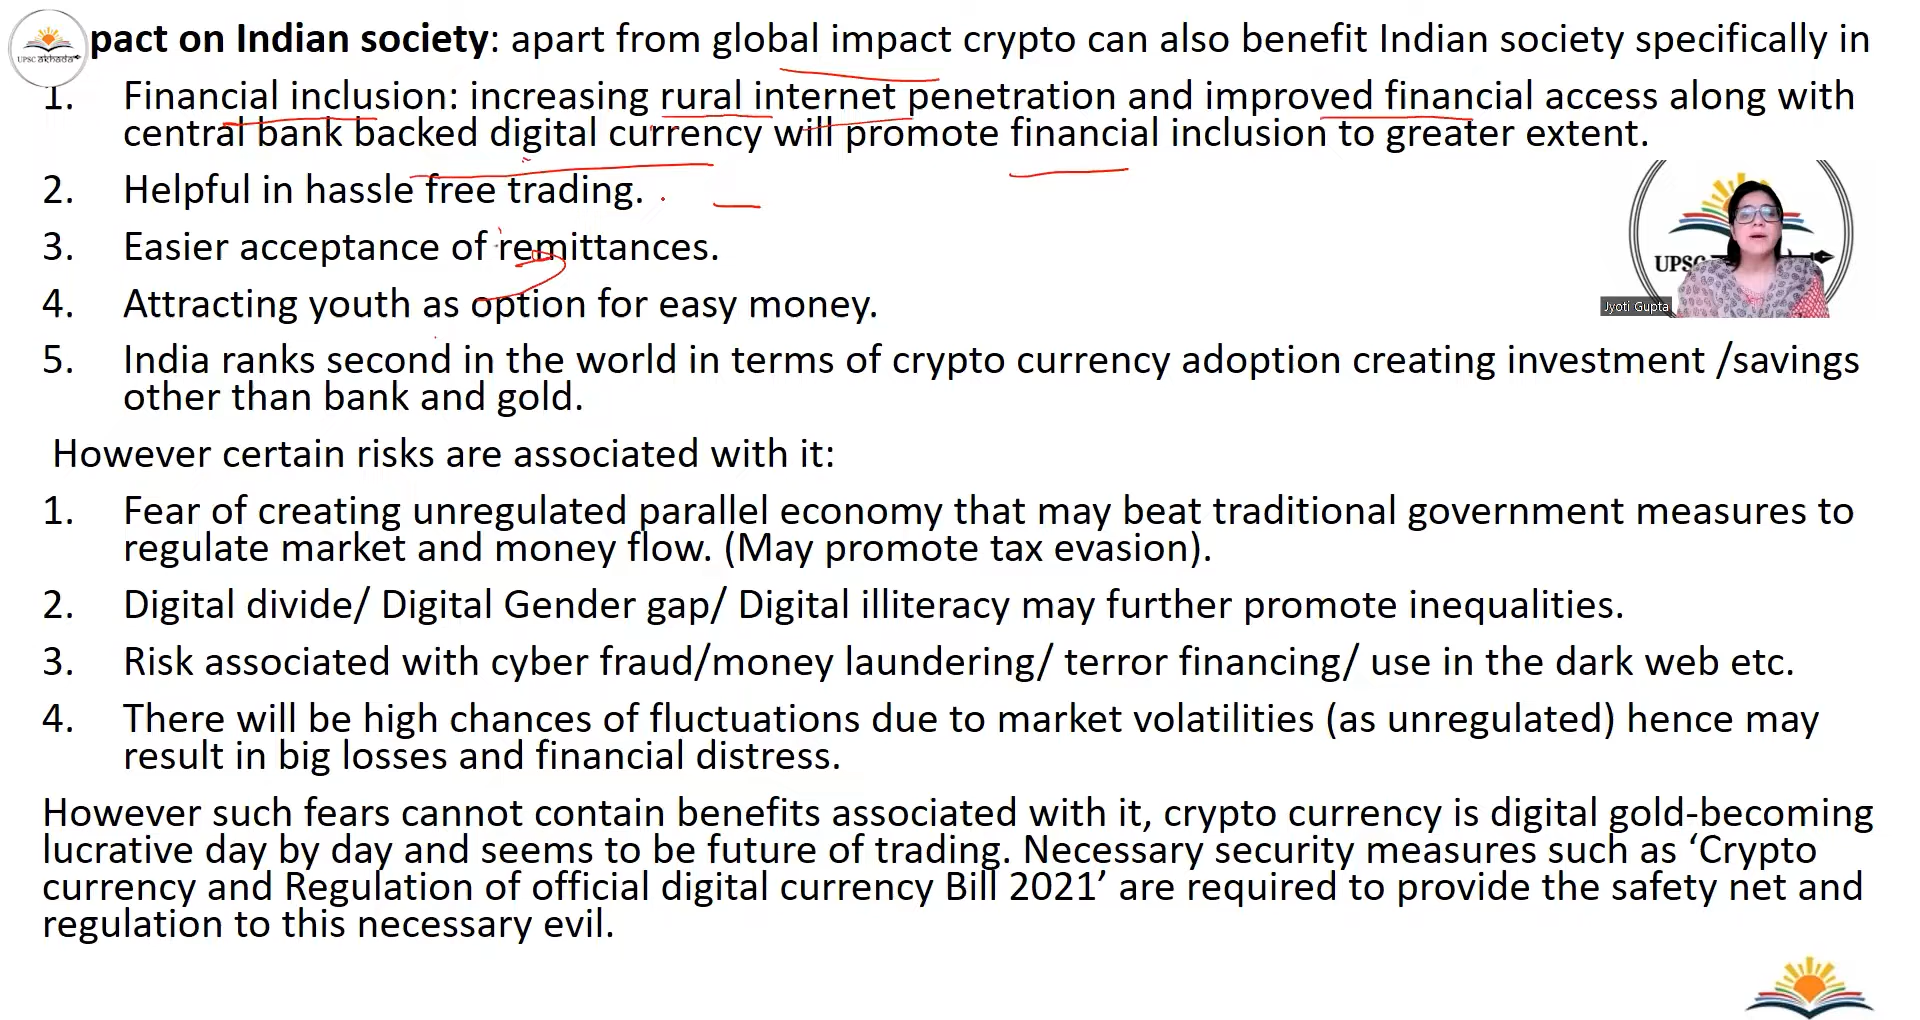 pact on Indian society: apart from global impact crypto can also benefit Indian society specifically in
1. Financial inclusion: increasing rural internet penetration and improved financial access along with
central bank backed digital currency will promote financial inclusion to greater extent.
2. Helpful in hassle free trading.
3. Easier acceptance of remittances.
4. Attracting youth as option for easy money.
5. India ranks second in the world in terms of crypto currency adoption creating investment /savings
other than bank and gold.
However certain risks are associated with it:
1. Fear of creating unregulated parallel economy that may beat traditional government measures to
regulate market and money flow. (May promote tax evasion).
2. Digital divide/ Digital Gender gap/ Digital illiteracy may further promote inequalities.
3. Risk associated with cyber fraud/money laundering/ terror financing/ use in the dark web etc.
4. There will be high chances of fluctuations due to market volatilities (as unregulated) hence may
result in big losses and financial distress.
However such fears cannot contain benefits associated with it, crypto currency is digital gold-becoming
lucrative day by day and seems to be future of trading. Necessary security measures such as ‘Crypto
currency and Regulation of official digital currency Bill 2021’ are required to provide the safety net and
regulation to this necessary evil.
UPSC akhada
UPSC
Jyoti Gupta